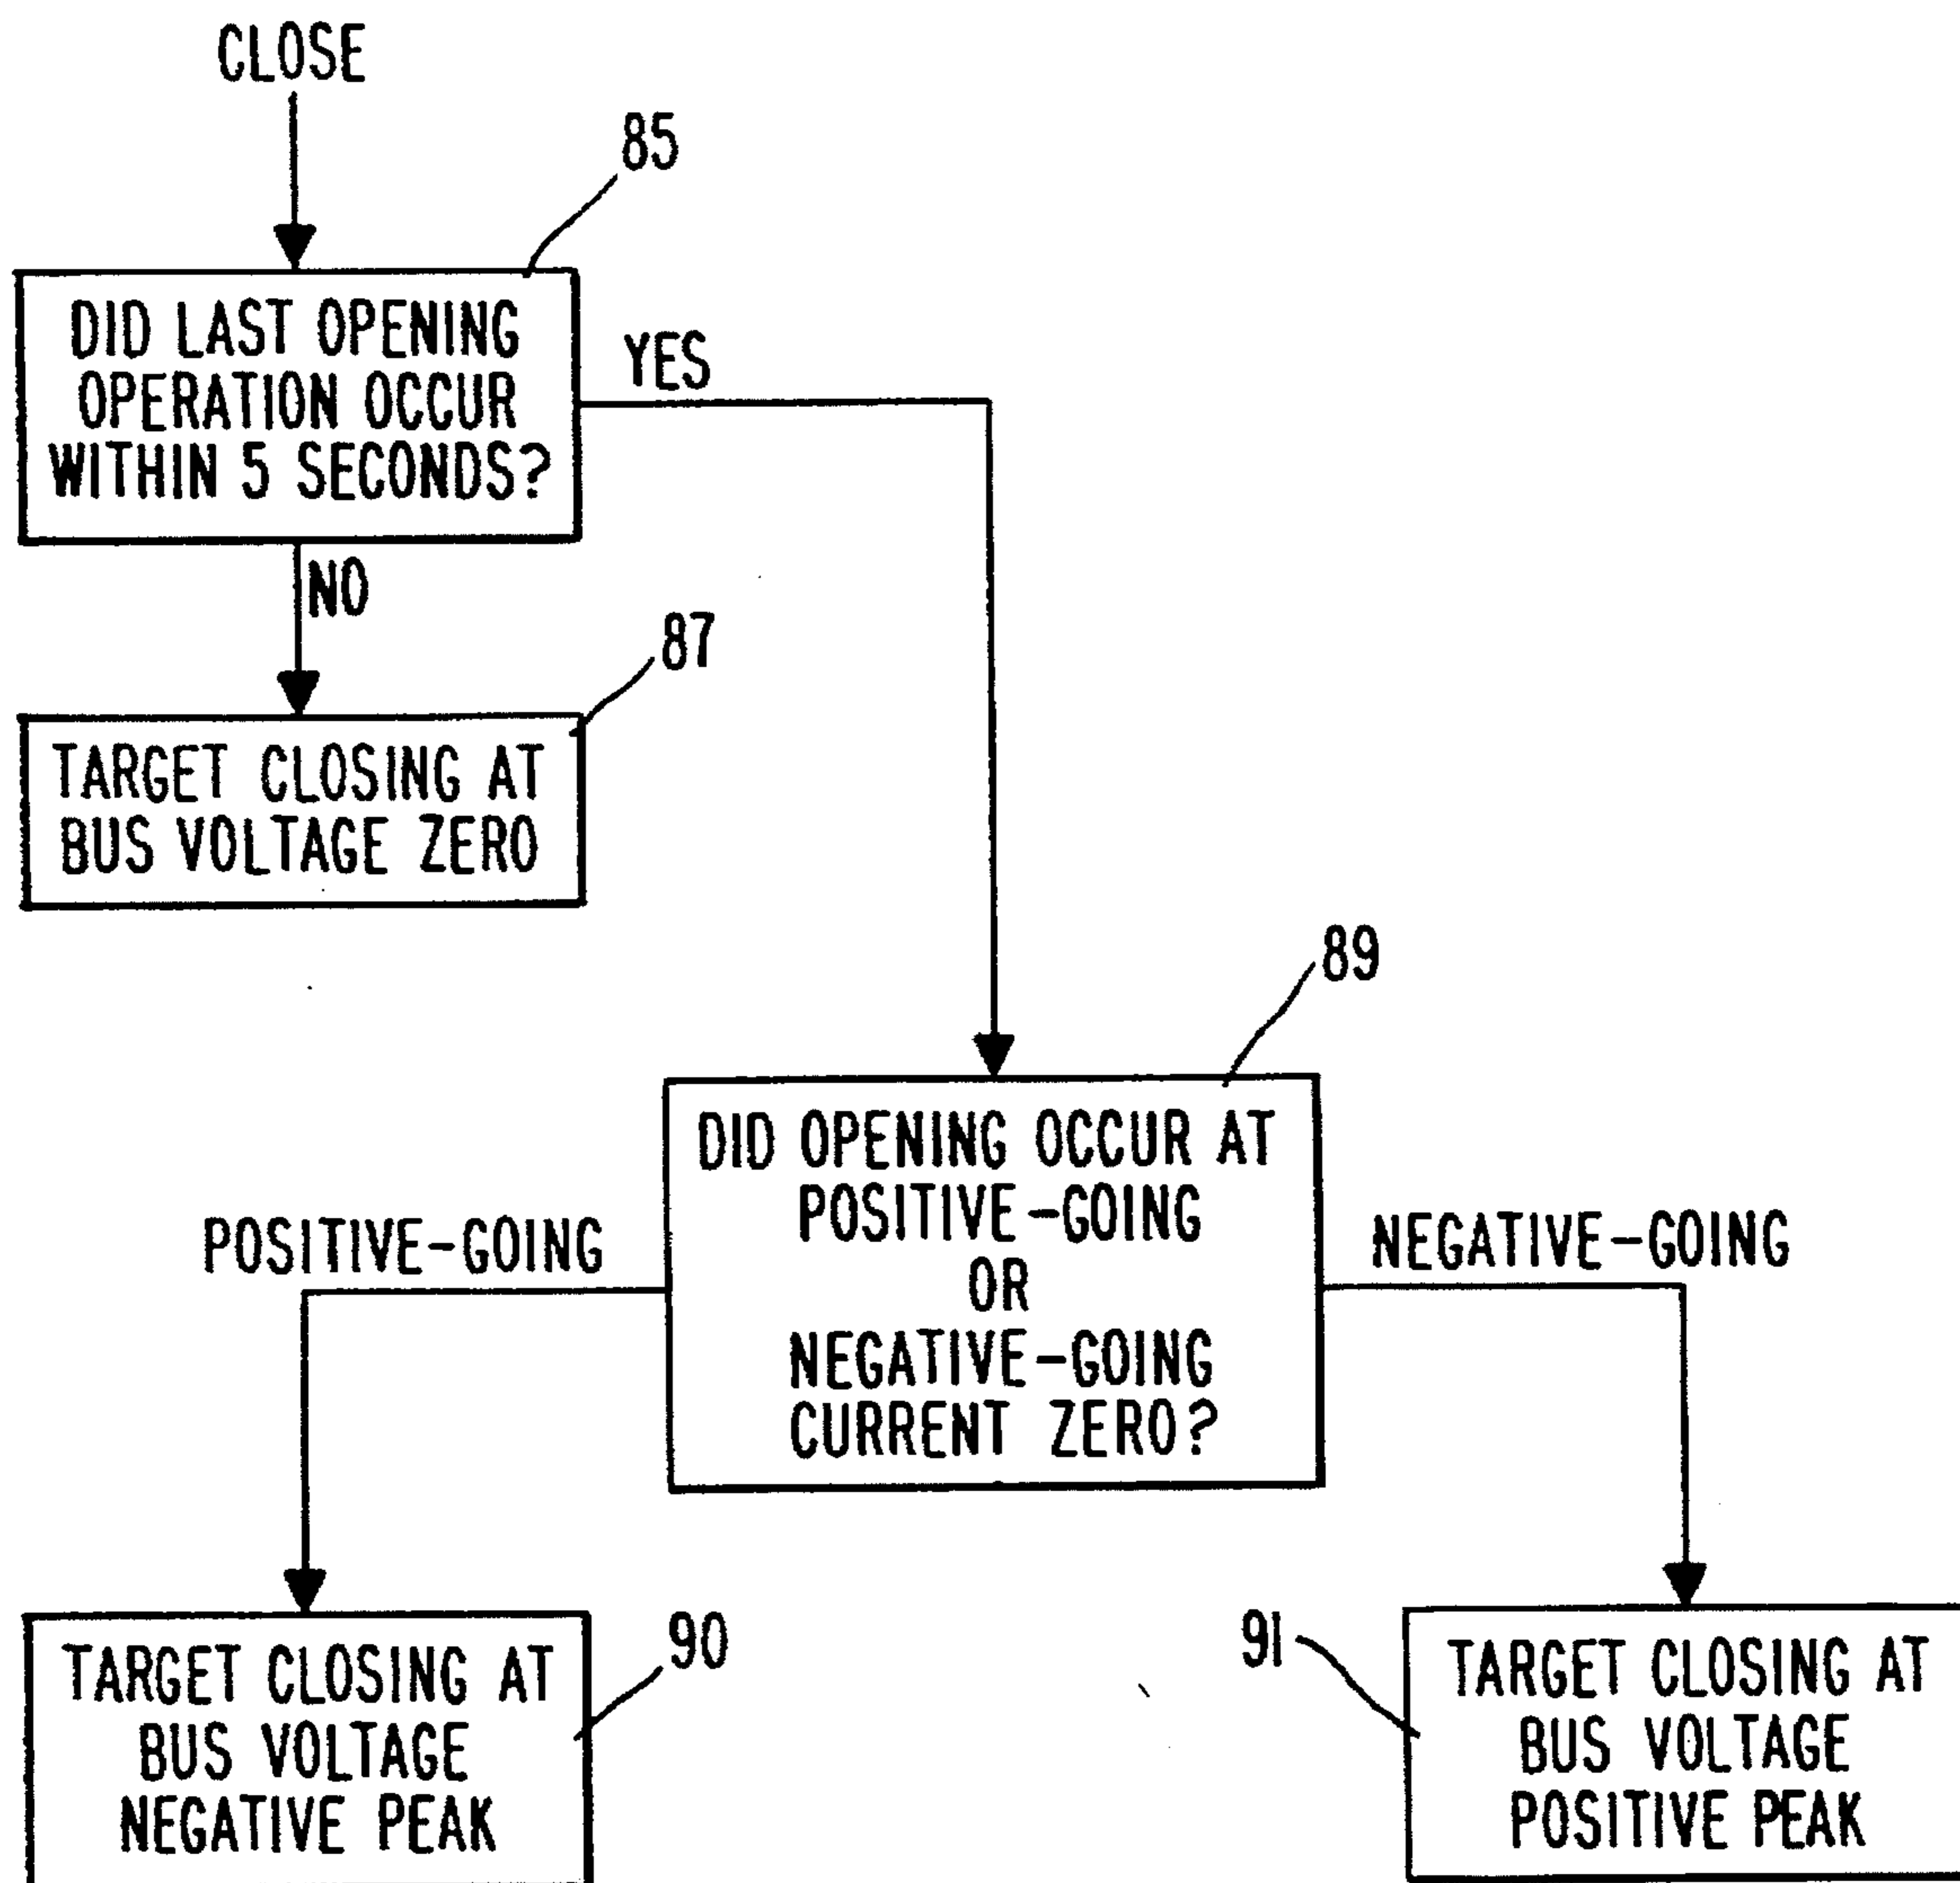 CLOSE
85
DID LAST OPENING
OPERATION OCCUR
WITHIN 5 SECONDS?
YES
NO
87
TARGET CLOSING AT
BUS VOLTAGE ZERO
89
DID OPENING OCCUR AT
POSITIVE-GOING
OR
NEGATIVE-GOING
CURRENT ZERO?
POSITIVE-GOING
NEGATIVE-GOING
90
TARGET CLOSING AT
BUS VOLTAGE
NEGATIVE PEAK
91
TARGET CLOSING AT
BUS VOLTAGE
POSITIVE PEAK